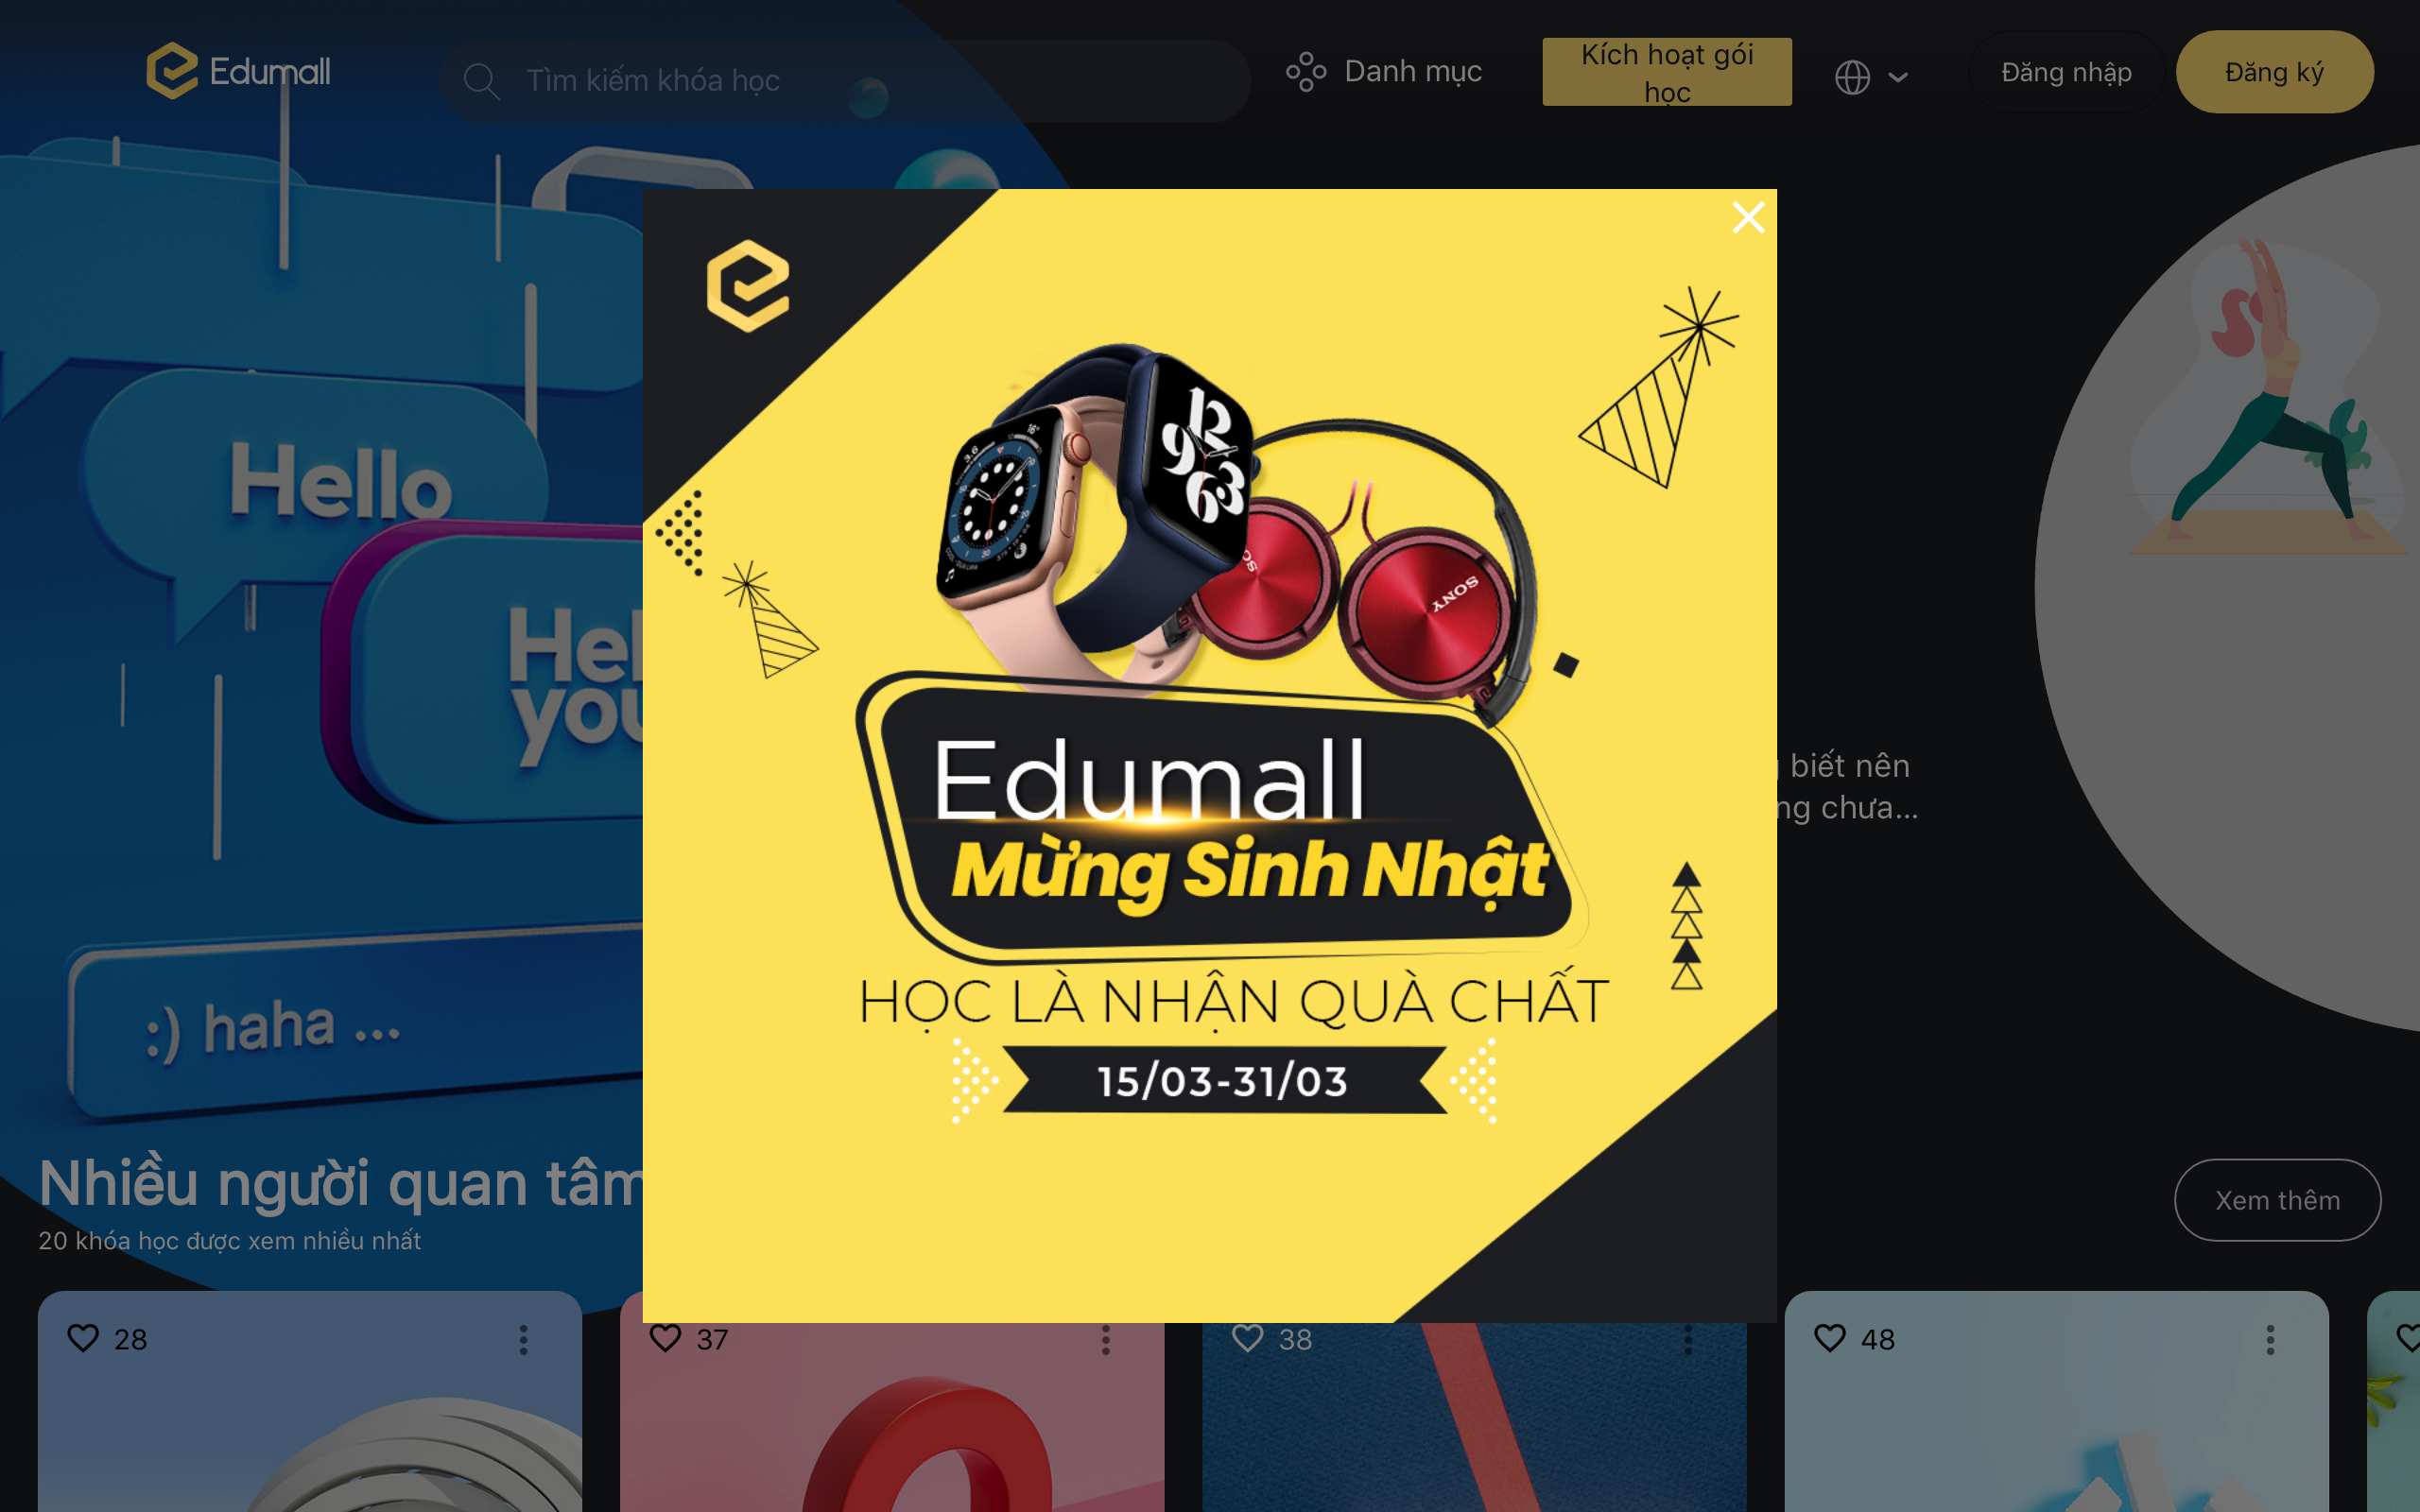 Edumall
Tìm kiếm khóa học
Danh mục
Kích hoạt gói
học
Đăng nhập
Đăng ký
Hello
you
:) haha ...
SONY
Edumall
Mừng Sinh Nhật
HỌC LÀ NHẬN QUÀ CHẤT
15/03-31/03
biết nên
chưa...
Nhiều người quan tâm
20 khóa học được xem nhiều nhất
Xem thêm
28
37
38
48